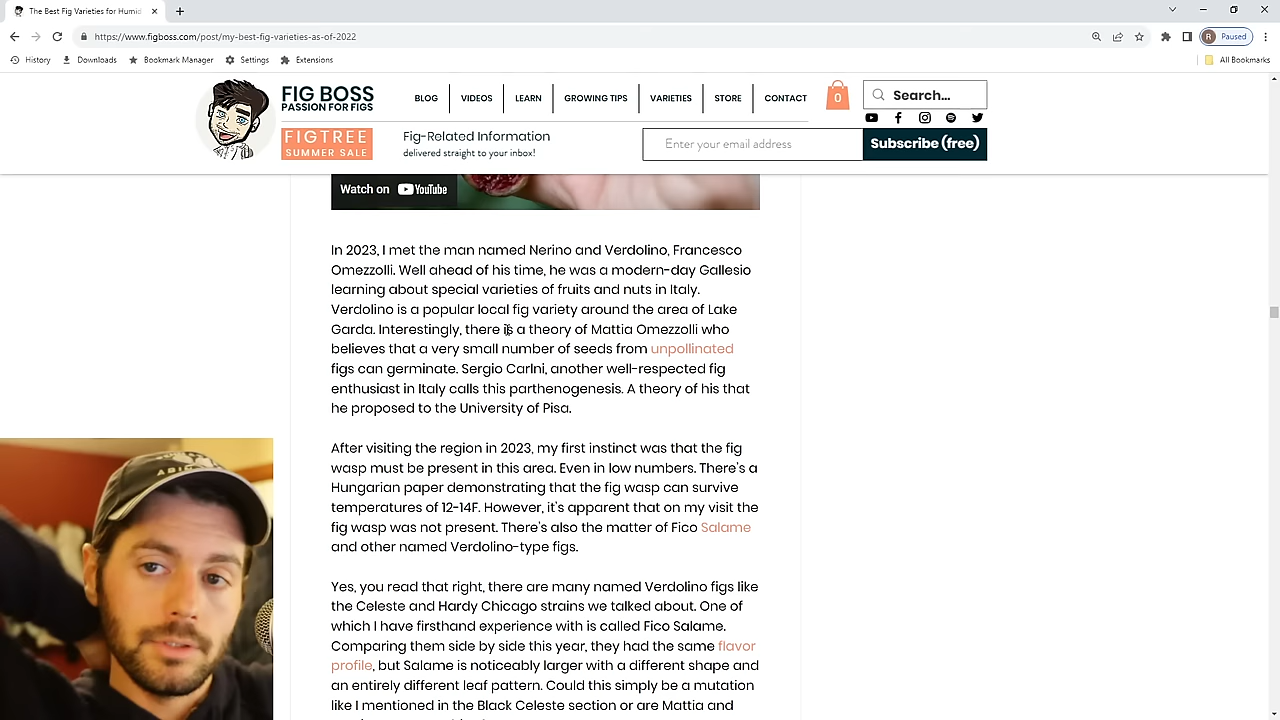 The Best Fig Varieties for Humid
https://www.figboss.com/post/my-best-fig-varieties-as-of-2022
R Paused
History Downloads Bookmark Manager Settings Extensions All Bookmarks
FIG BOSS
PASSION FOR FIGS
BLOG VIDEOS LEARN GROWING TIPS VARIETIES STORE CONTACT
0
Search...
FIGTREE
SUMMER SALE
Fig-Related Information
delivered straight to your inbox!
Enter your email address
Subscribe (free)
Watch on YouTube
In 2023, I met the man named Nerino and Verdolino, Francesco
Omezzolli. Well ahead of his time, he was a modern-day Gallesio
learning about special varieties of fruits and nuts in Italy.
Verdolino is a popular local fig variety around the area of Lake
Garda. Interestingly, there is a theory of Mattia Omezzolli who
believes that a very small number of seeds from unpollinated
figs can germinate. Sergio Carlni, another well-respected fig
enthusiast in Italy calls this parthenogenesis. A theory of his that
he proposed to the University of Pisa.
After visiting the region in 2023, my first instinct was that the fig
wasp must be present in this area. Even in low numbers. There's a
Hungarian paper demonstrating that the fig wasp can survive
temperatures of 12-14F. However, it's apparent that on my visit the
fig wasp was not present. There's also the matter of Fico Salame
and other named Verdolino-type figs.
Yes, you read that right, there are many named Verdolino figs like
the Celeste and Hardy Chicago strains we talked about. One of
which I have firsthand experience with is called Fico Salame.
Comparing them side by side this year, they had the same flavor
profile, but Salame is noticeably larger with a different shape and
an entirely different leaf pattern. Could this simply be a mutation
like I mentioned in the Black Celeste section or are Mattia and